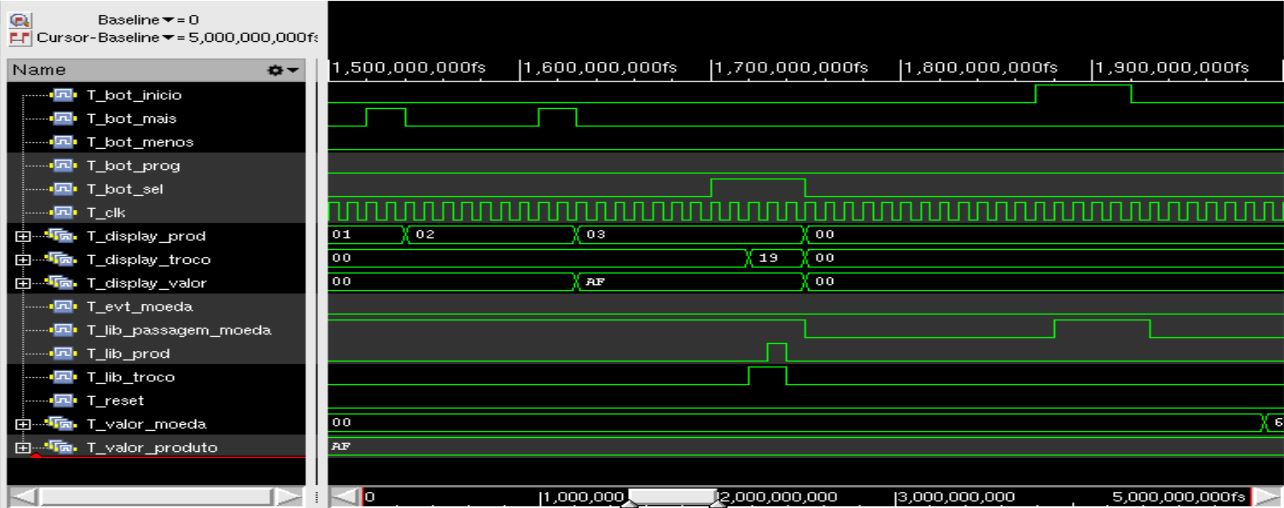 Baseline ▾ = 0
Cursor-Baseline ▾ = 5,000,000,000fs
Name
1,500,000,000fs 1,600,000,000fs 1,700,000,000fs 1,800,000,000fs 1,900,000,000fs
T_bot_inicio
T_bot_mais
T_bot_menos
T_bot_prog
T_bot_sel
T_clk
T_display_prod 01 02 03 00
T_display_troco 00 19 00
T_display_valor 00 AF 00
T_evt_moeda
T_lib_passagem_moeda
T_lib_prod
T_lib_troco
T_reset
T_valor_moeda 00 6
T_valor_produto AF
0 1,000,000 2,000,000,000 3,000,000,000 5,000,000,000fs